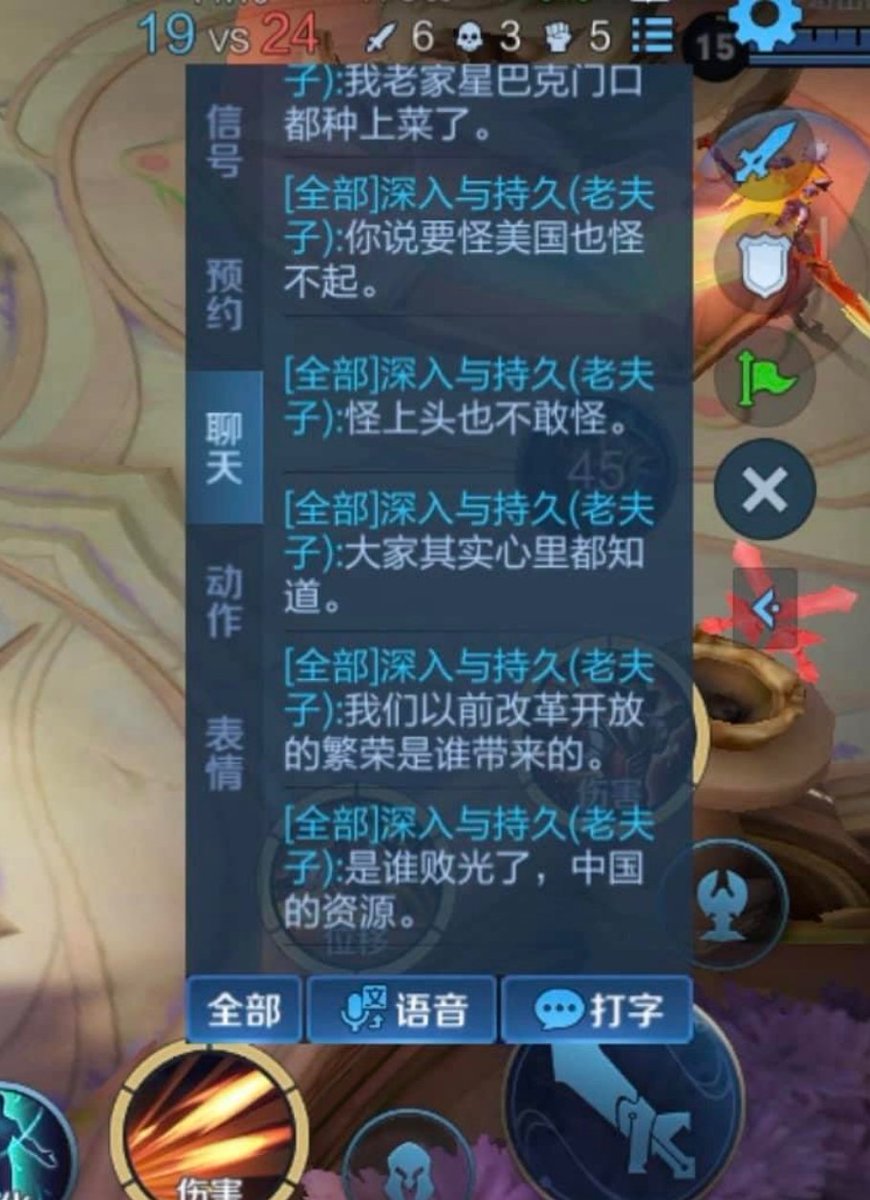 19 vs 24 6 3 5
15
子):我老家星巴克门口
都种上菜了。
[全部]深入与持久(老夫
子):你说要怪美国也怪
不起。
[全部]深入与持久(老夫
子):怪上头也不敢怪。
[全部]深入与持久(老夫
子):大家其实心里都知
道。
[全部]深入与持久(老夫
子):我们以前改革开放
的繁荣是谁带来的。
[全部]深入与持久(老夫
子):是谁败光了，中国
的资源。
信号
预约
聊天
动作
表情
45
伤害
位移
全部
语音
打字
伤害